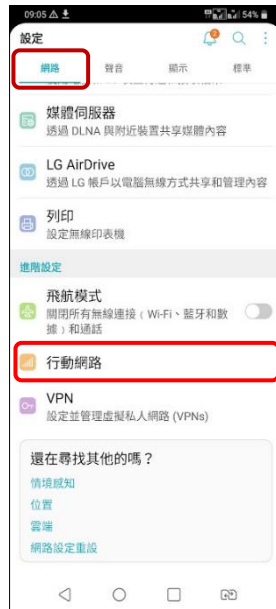 09:05
54%
設定
網路 聲音 顯示 標準
媒體伺服器
透過 DLNA 與附近裝置共享媒體內容
LG AirDrive
透過 LG 帳戶以電腦無線方式共享和管理內容
列印
設定無線印表機
進階設定
飛航模式
關閉所有無線連接（Wi-Fi、藍牙和數
據）和通話
行動網路
VPN
設定並管理虛擬私人網路 (VPNs)
還在尋找其他的嗎？
情境感知
位置
雲端
網路設定重設